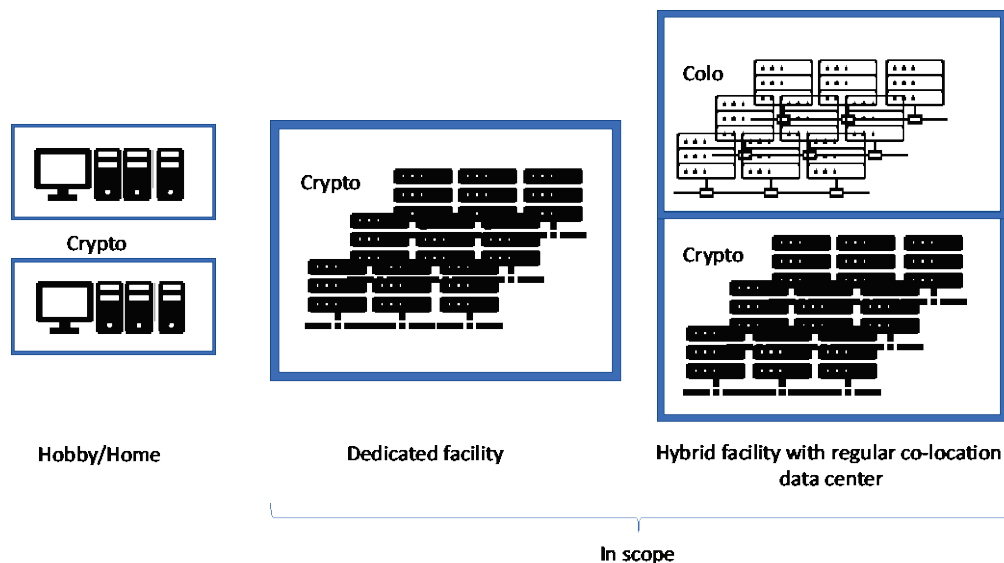 Crypto
Hobby/Home
Crypto
Dedicated facility
Colo
Crypto
Hybrid facility with regular co-location
data center
In scope